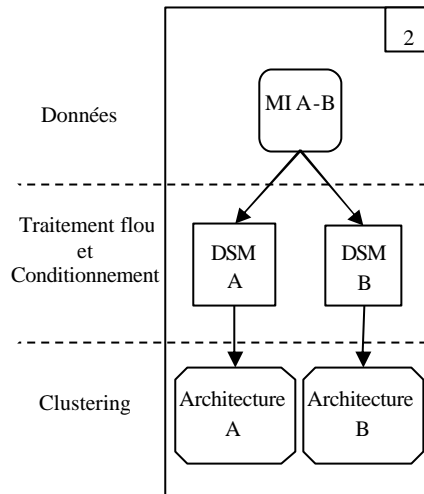 2
MI A-B
Données
Traitement flou
et
Conditionnement
DSM
A
DSM
B
Clustering
Architecture
A
Architecture
B